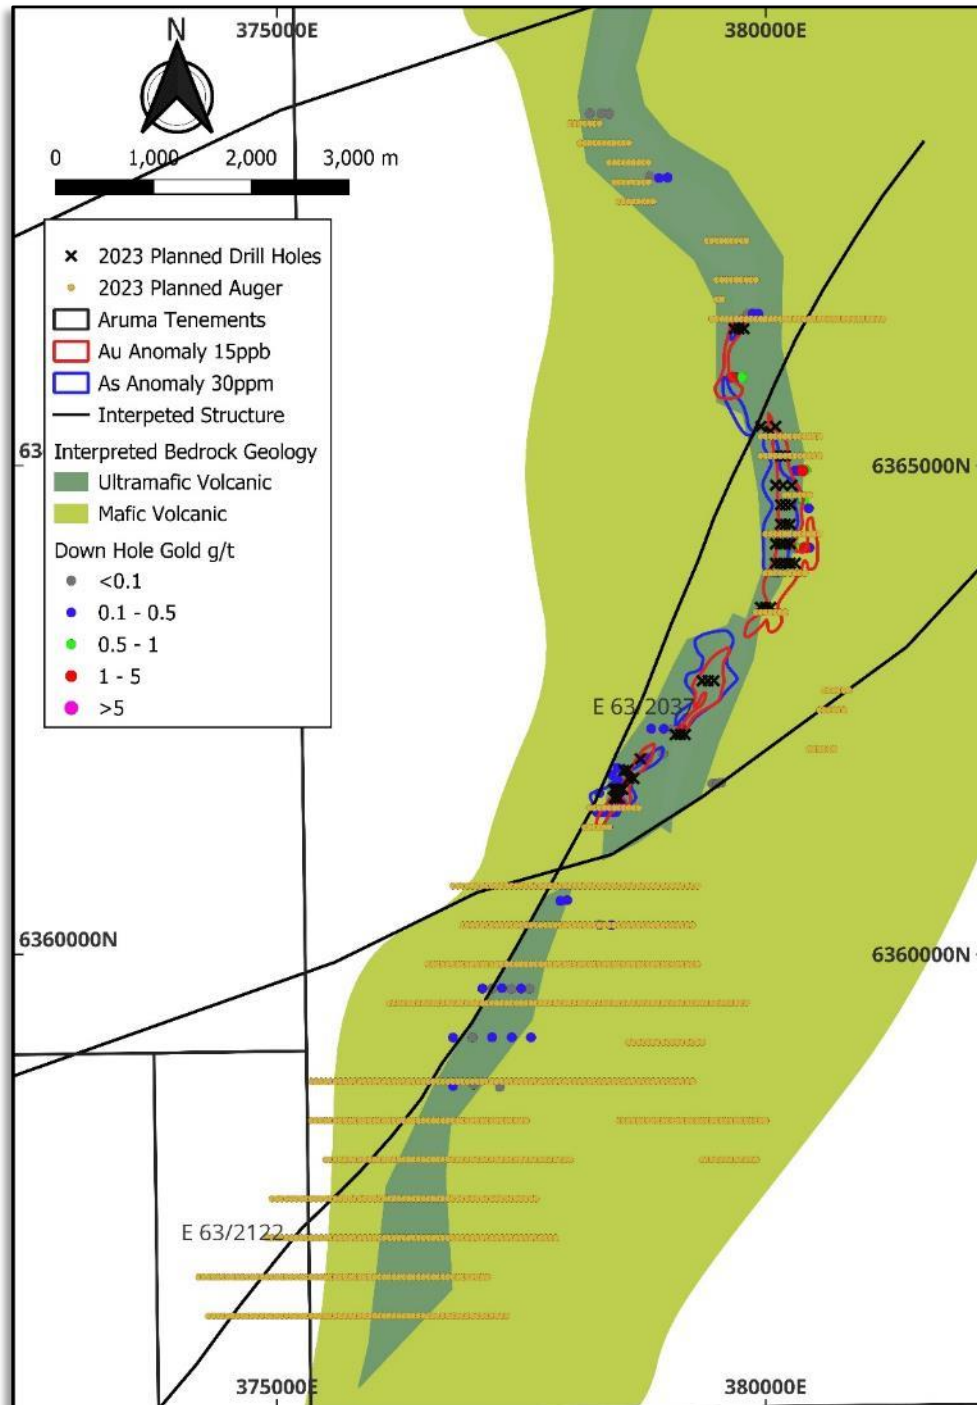 375000E
380000E
N
0 1,000 2,000 3,000 m
2023 Planned Drill Holes
2023 Planned Auger
Aruma Tenements
Au Anomaly 15ppb
As Anomaly 30ppm
Interpeted Structure
Interpreted Bedrock Geology
Ultramafic Volcanic
Mafic Volcanic
Down Hole Gold g/t
<0.1
0.1 - 0.5
0.5 - 1
1 - 5
>5
63
6365000N
E 63/2037
6360000N
6360000N
E 63/2122
375000E
380000E